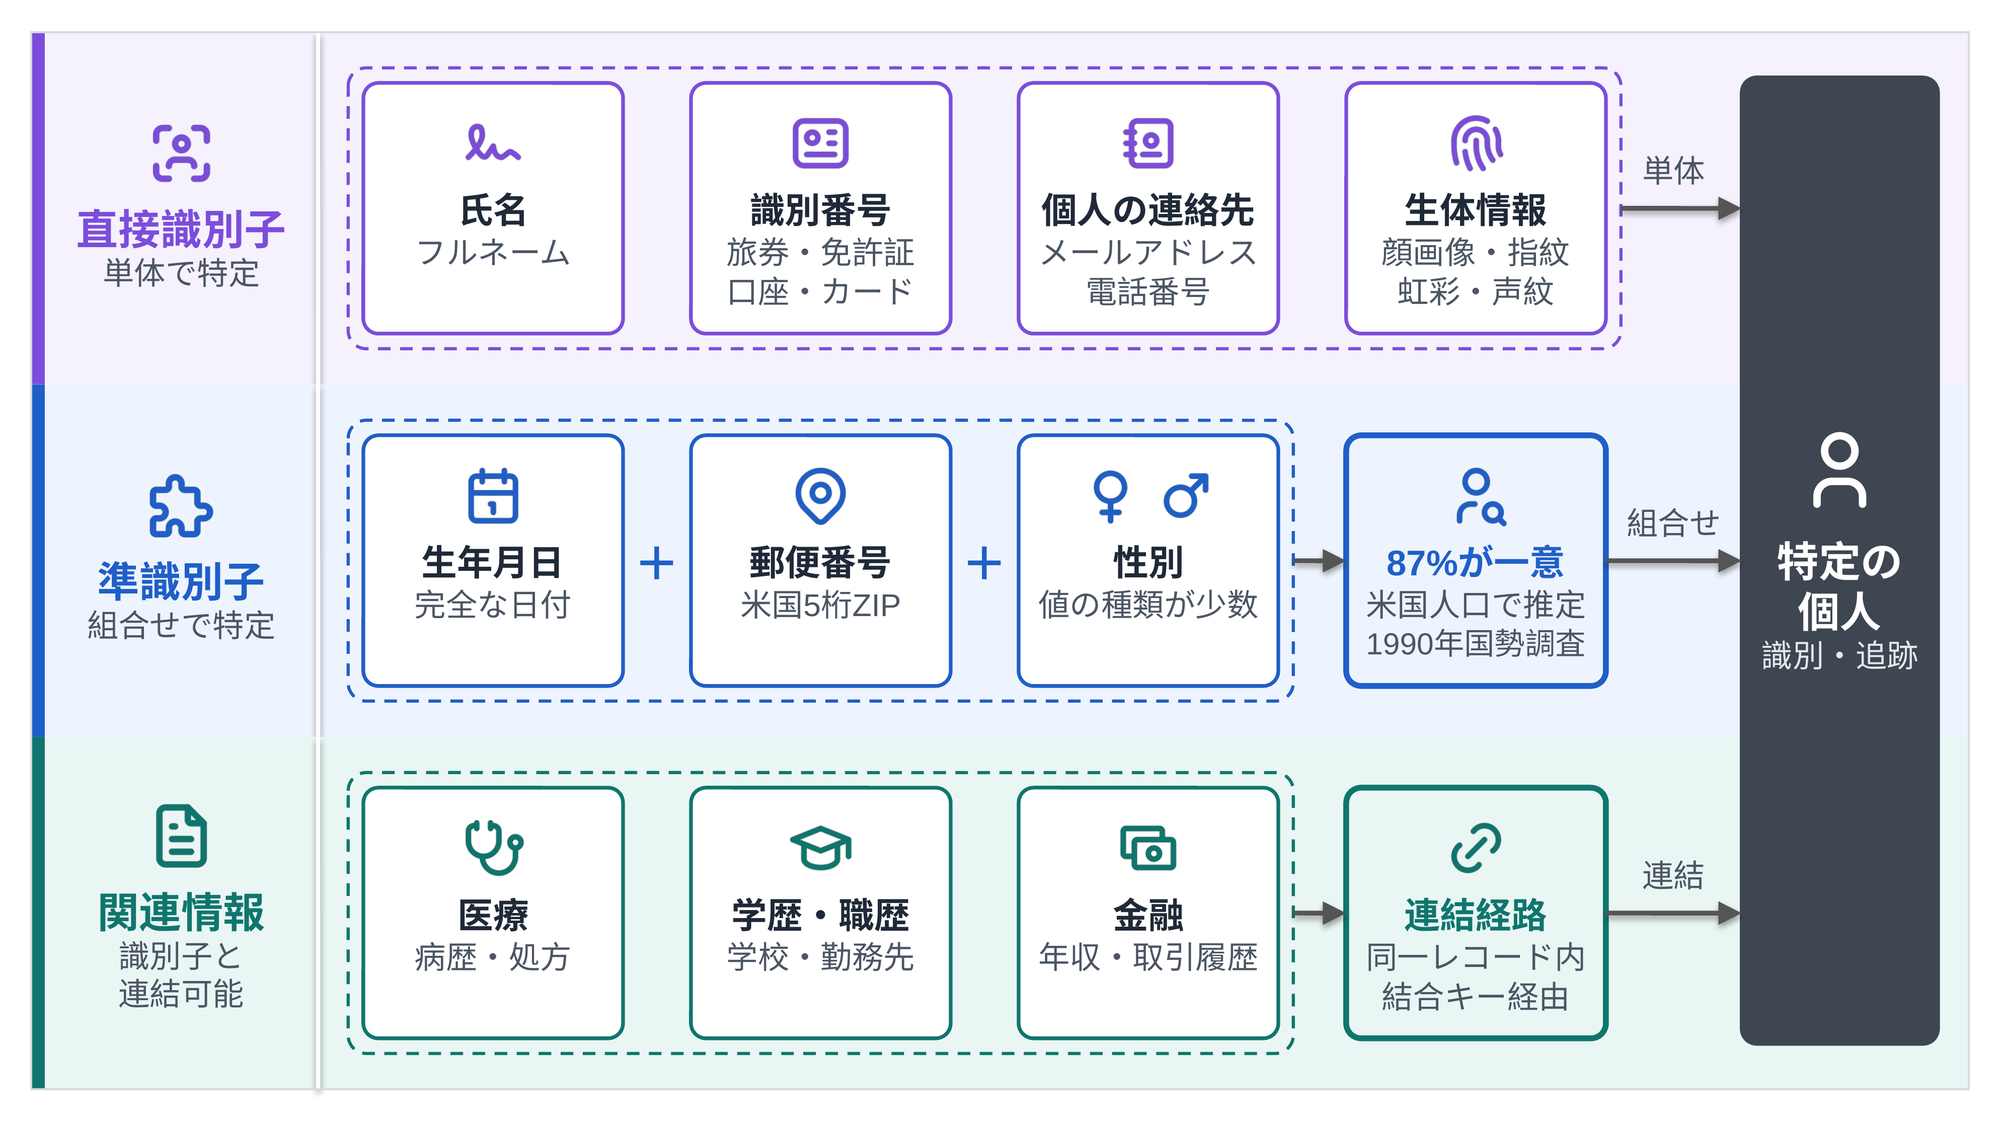 直接識別子
単体で特定
氏名
フルネーム
識別番号
旅券・免許証
口座・カード
個人の連絡先
メールアドレス
電話番号
生体情報
顔画像・指紋
虹彩・声紋
単体
準識別子
組合せで特定
生年月日
完全な日付
+
郵便番号
米国5桁ZIP
+
性別
値の種類が少数
87%が一意
米国人口で推定
1990年国勢調査
組合せ
特定の
個人
識別・追跡
関連情報
識別子と
連結可能
医療
病歴・処方
学歴・職歴
学校・勤務先
金融
年収・取引履歴
連結経路
同一レコード内
結合キー経由
連結